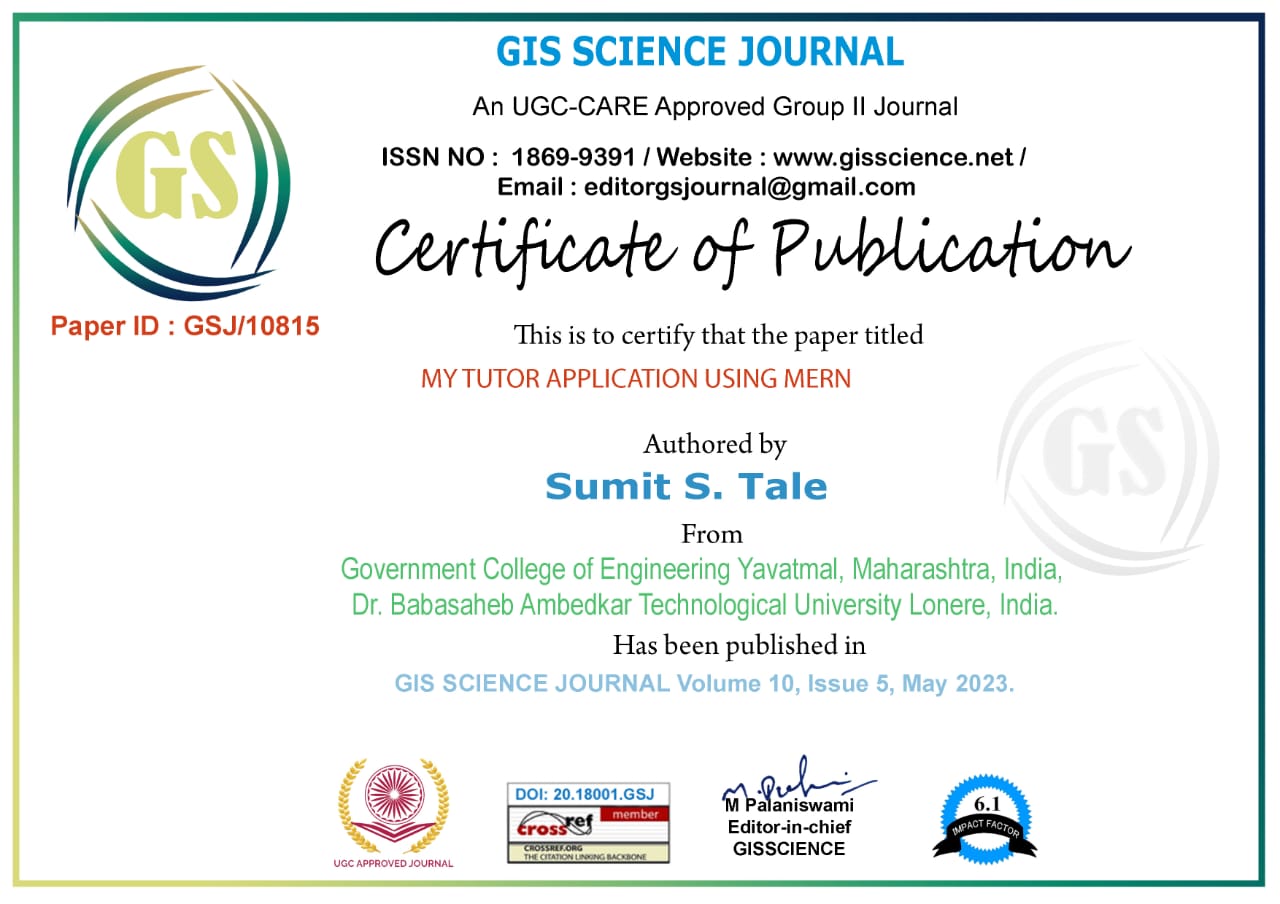 GIS SCIENCE JOURNAL
An UGC-CARE Approved Group II Journal
ISSN NO : 1869-9391 / Website : www.gisscience.net /
Email : editorgsjournal@gmail.com
GS
Certificate of Publication
Paper ID : GSJ/10815
This is to certify that the paper titled
MY TUTOR APPLICATION USING MERN
GS
Authored by
Sumit S. Tale
From
Government College of Engineering Yavatmal, Maharashtra, India,
Dr. Babasaheb Ambedkar Technological University Lonere, India.
Has been published in
GIS SCIENCE JOURNAL Volume 10, Issue 5, May 2023.
UGC APPROVED JOURNAL
DOI: 20.18001.GSJ
crossref
member
CROSSREF.ORG
THE CITATION LINKING BACKBONE
M Palaniswami
Editor-in-chief
GISSCIENCE
6.1
IMPACT FACTOR